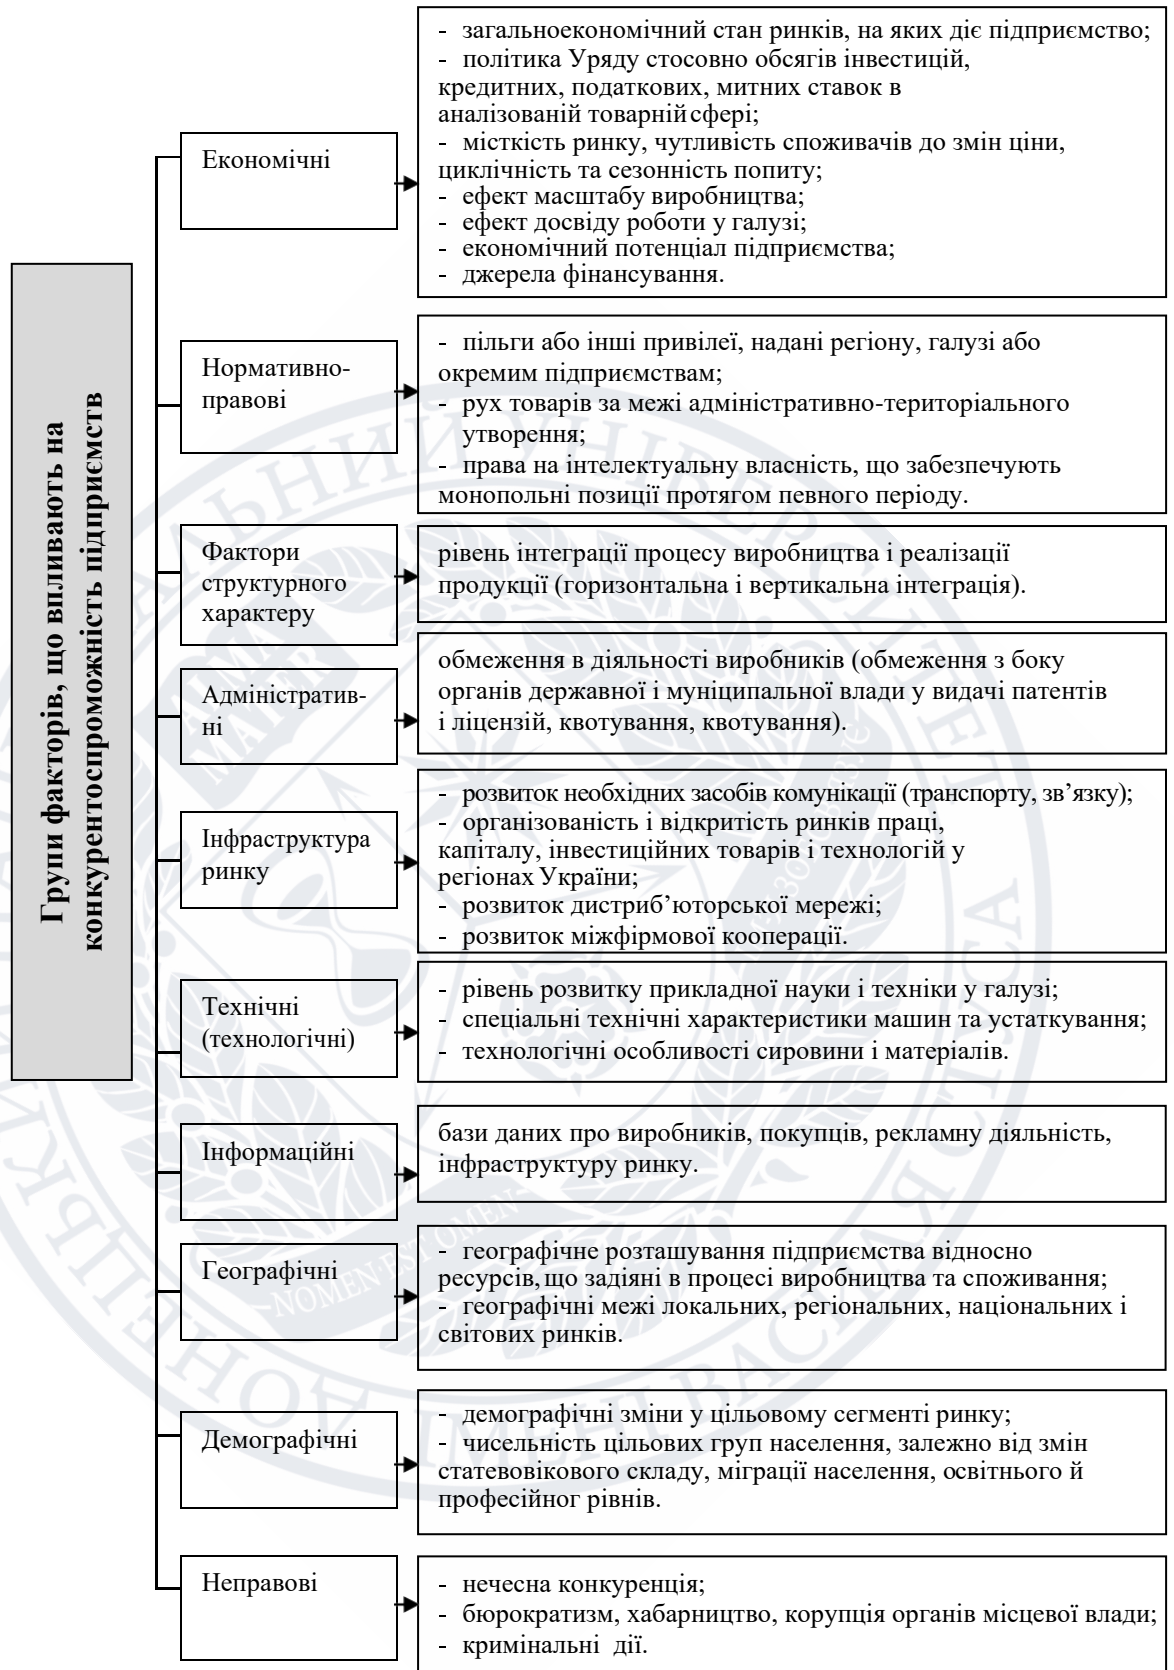 Групи факторів, що впливають на
конкурентоспроможність підприємств
Економічні
- загальноекономічний стан ринків, на яких діє підприємство;
- політика Уряду стосовно обсягів інвестицій,
кредитних, податкових, митних ставок в
аналізованій товарній сфері;
- місткість ринку, чутливість споживачів до змін ціни,
циклічність та сезонність попиту;
- ефект масштабу виробництва;
- ефект досвіду роботи у галузі;
- економічний потенціал підприємства;
- джерела фінансування.
Нормативно-
правові
- пільги або інші привілеї, надані регіону, галузі або
окремим підприємствам;
- рух товарів за межі адміністративно-територіального
утворення;
- права на інтелектуальну власність, що забезпечують
монопольні позиції протягом певного періоду.
Фактори
структурного
характеру
рівень інтеграції процесу виробництва і реалізації
продукції (горизонтальна і вертикальна інтеграція).
Адміністратив-
ні
обмеження в діяльності виробників (обмеження з боку
органів державної і муніципальної влади у видачі патентів
і ліцензій, квотування, квотування).
Інфраструктура
ринку
- розвиток необхідних засобів комунікації (транспорту, зв’язку);
- організованість і відкритість ринків праці,
капіталу, інвестиційних товарів і технологій у
регіонах України;
- розвиток дистриб’юторської мережі;
- розвиток міжфірмової кооперації.
Технічні
(технологічні)
- рівень розвитку прикладної науки і техніки у галузі;
- спеціальні технічні характеристики машин та устаткування;
- технологічні особливості сировини і матеріалів.
Інформаційні
бази даних про виробників, покупців, рекламну діяльність,
інфраструктуру ринку.
Географічні
- географічне розташування підприємства відносно
ресурсів, що задіяні в процесі виробництва та споживання;
- географічні межі локальних, регіональних, національних і
світових ринків.
Демографічні
- демографічні зміни у цільовому сегменті ринку;
- чисельність цільових груп населення, залежно від змін
статевовікового складу, міграції населення, освітнього й
професійног рівнів.
Неправові
- нечесна конкуренція;
- бюрократизм, хабарництво, корупція органів місцевої влади;
- кримінальні дії.
ALMA
MATER
NOMEN EST OMEN